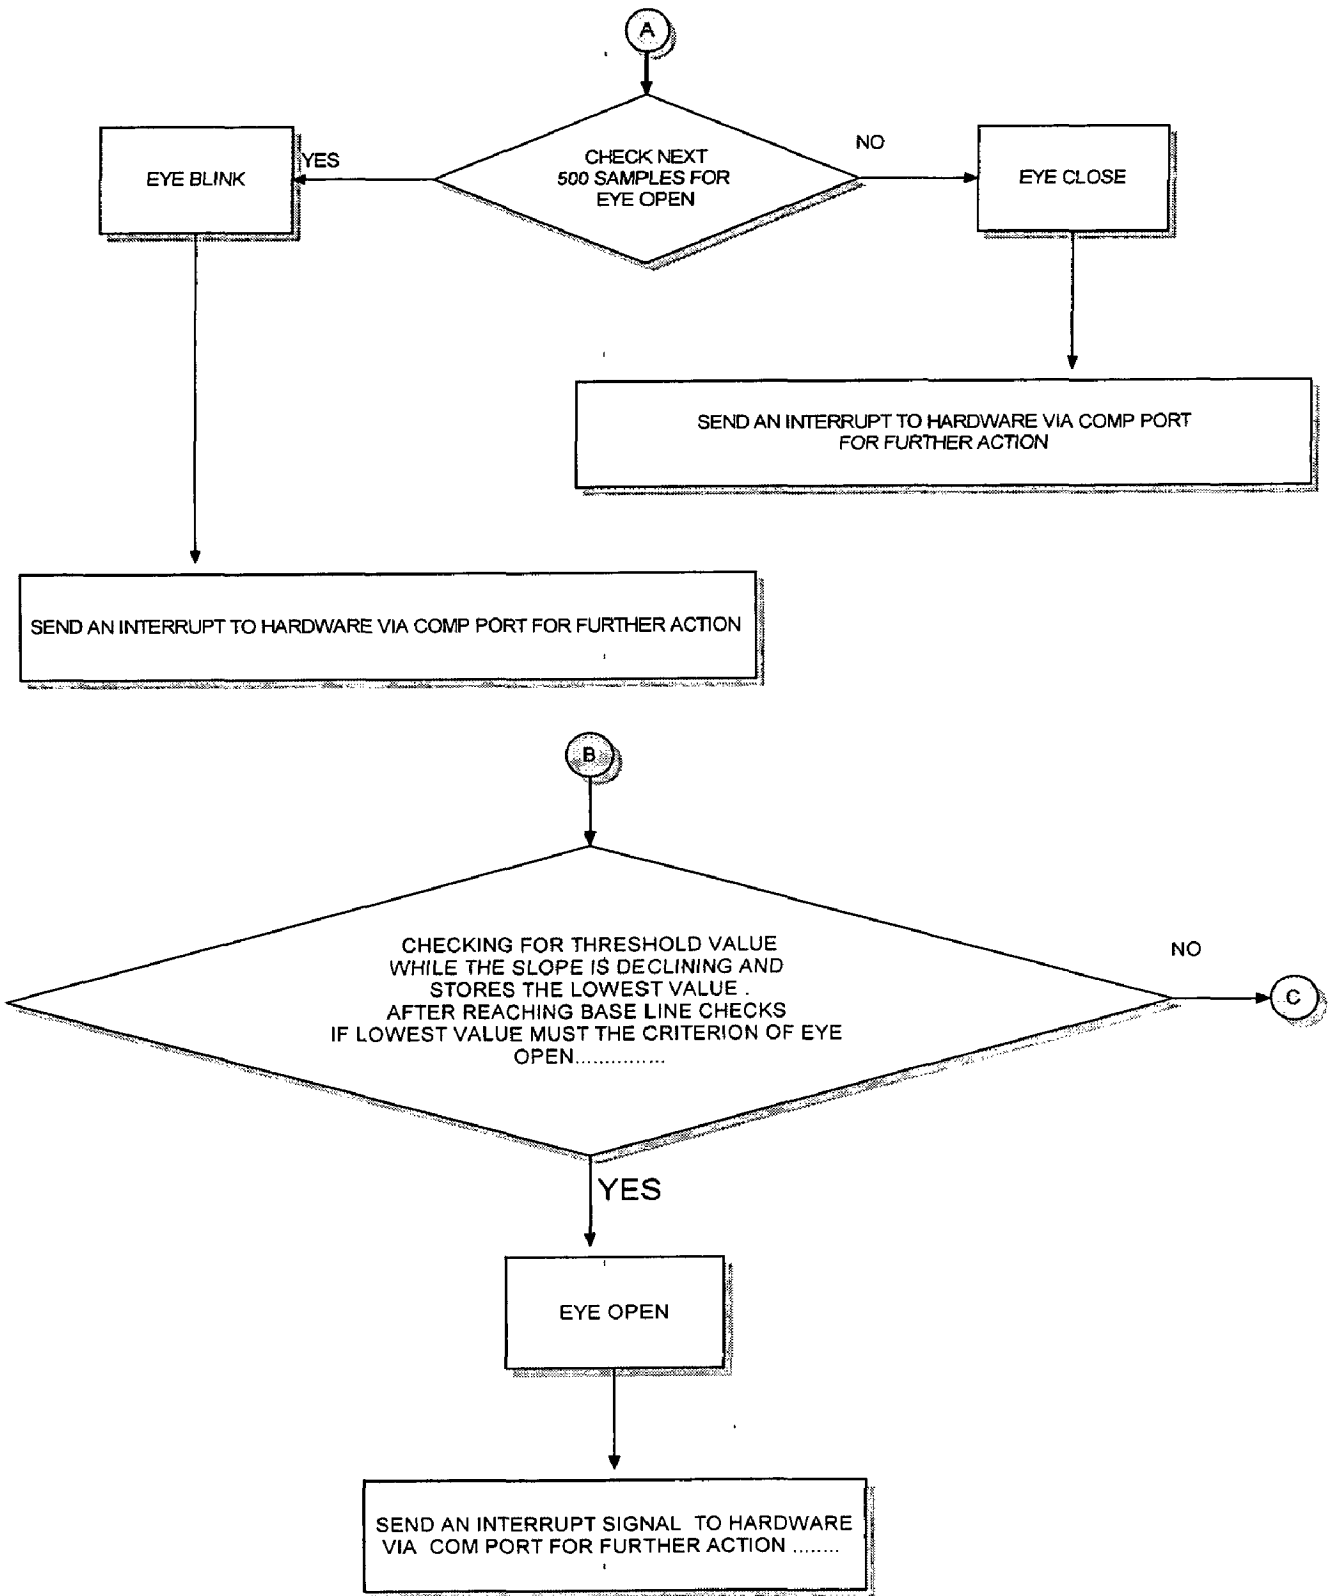 A
CHECK NEXT
500 SAMPLES FOR
EYE OPEN
YES
NO
EYE BLINK
EYE CLOSE
SEND AN INTERRUPT TO HARDWARE VIA COMP PORT
FOR FURTHER ACTION
SEND AN INTERRUPT TO HARDWARE VIA COMP PORT FOR FURTHER ACTION
B
CHECKING FOR THRESHOLD VALUE
WHILE THE SLOPE IS DECLINING AND
STORES THE LOWEST VALUE .
AFTER REACHING BASE LINE CHECKS
IF LOWEST VALUE MUST THE CRITERION OF EYE
OPEN...............
NO
C
YES
EYE OPEN
SEND AN INTERRUPT SIGNAL TO HARDWARE
VIA COM PORT FOR FURTHER ACTION ........